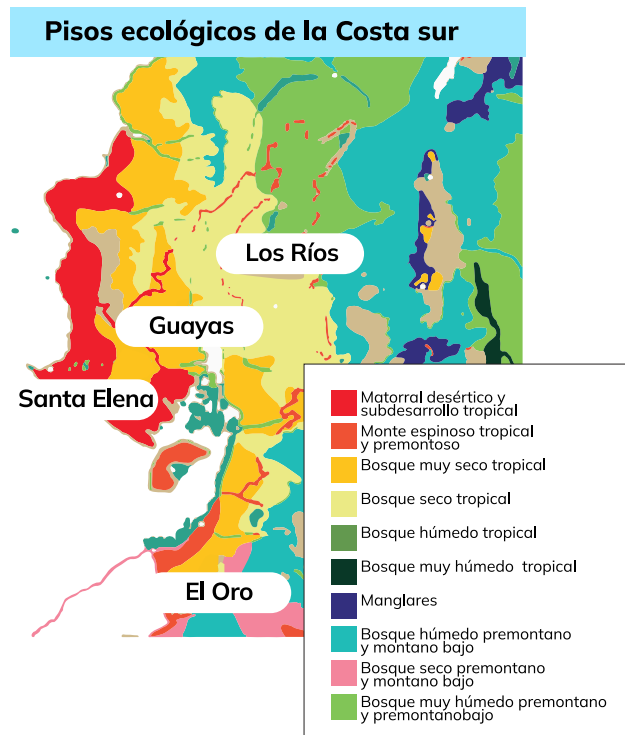 Pisos ecológicos de la Costa sur
Los Ríos
Guayas
Santa Elena
El Oro
Matorral desértico y
subdesarrollo tropical
Monte espinoso tropical
y premontoso
Bosque muy seco tropical
Bosque seco tropical
Bosque húmedo tropical
Bosque muy húmedo tropical
Manglares
Bosque húmedo premontano
y montano bajo
Bosque seco premontano
y montano bajo
Bosque muy húmedo premontano
y premontanobajo